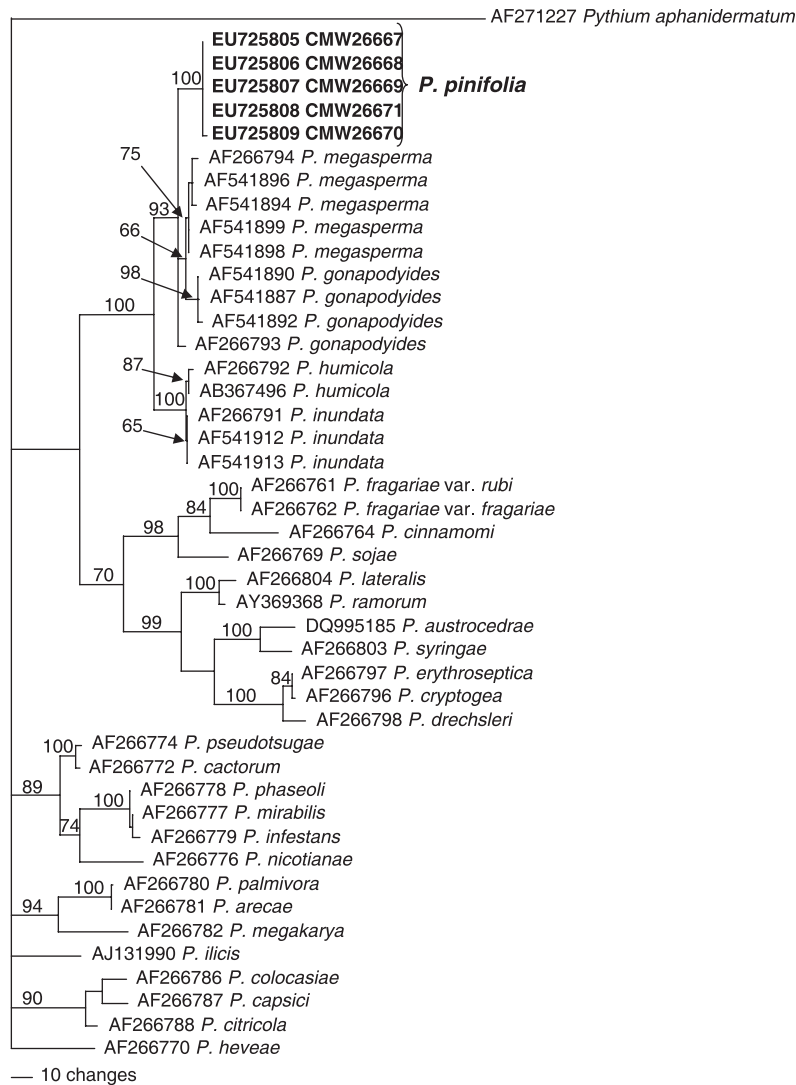 AF271227 Pythium aphanidermatum
EU725805 CMW26667
EU725806 CMW26668
100
EU725807 CMW26669
P. pinifolia
EU725808 CMW26671
EU725809 CMW26670
75
AF266794 P. megasperma
AF541896 P. megasperma
AF541894 P. megasperma
93
AF541899 P. megasperma
66
AF541898 P. megasperma
98
AF541890 P. gonapodyides
AF541887 P. gonapodyides
100
AF541892 P. gonapodyides
AF266793 P. gonapodyides
87
AF266792 P. humicola
AB367496 P. humicola
100
AF266791 P. inundata
65
AF541912 P. inundata
AF541913 P. inundata
100
AF266761 P. fragariae var. rubi
84
AF266762 P. fragariae var. fragariae
98
AF266764 P. cinnamomi
AF266769 P. sojae
70
100
AF266804 P. lateralis
AY369368 P. ramorum
99
100
DQ995185 P. austrocedrae
AF266803 P. syringae
84
AF266797 P. erythroseptica
100
AF266796 P. cryptogea
AF266798 P. drechsleri
100
AF266774 P. pseudotsugae
AF266772 P. cactorum
89
AF266778 P. phaseoli
100
AF266777 P. mirabilis
74
AF266779 P. infestans
AF266776 P. nicotianae
100
AF266780 P. palmivora
94
AF266781 P. arecae
AF266782 P. megakarya
AJ131990 P. ilicis
AF266786 P. colocasiae
90
AF266787 P. capsici
AF266788 P. citricola
AF266770 P. heveae
10 changes